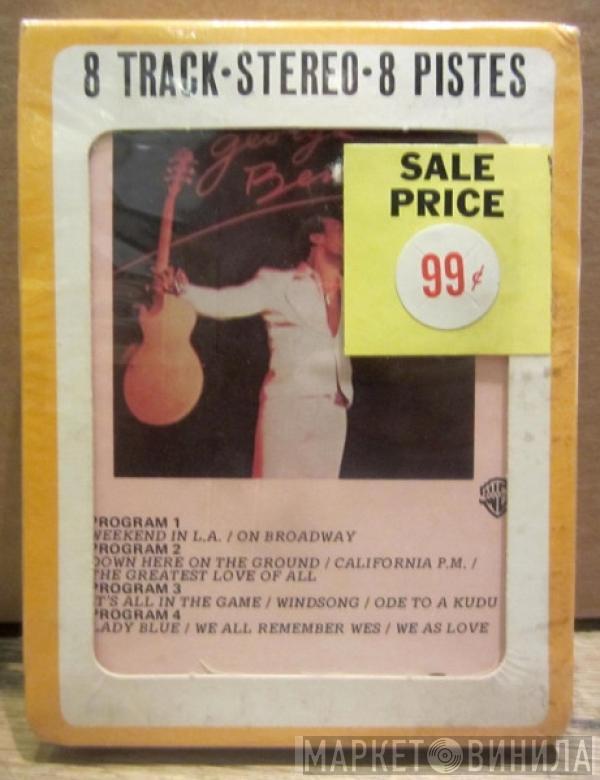 8 TRACK·STEREO·8 PISTES
George
Be
SALE
PRICE
99¢
PROGRAM 1
WEEKEND IN L.A. / ON BROADWAY
PROGRAM 2
DOWN HERE ON THE GROUND / CALIFORNIA P.M. /
THE GREATEST LOVE OF ALL
PROGRAM 3
IT'S ALL IN THE GAME / WINDSONG / ODE TO A KUDU
PROGRAM 4
LADY BLUE / WE ALL REMEMBER WES / WE AS LOVE
МАРКЕТ ВИНИЛА